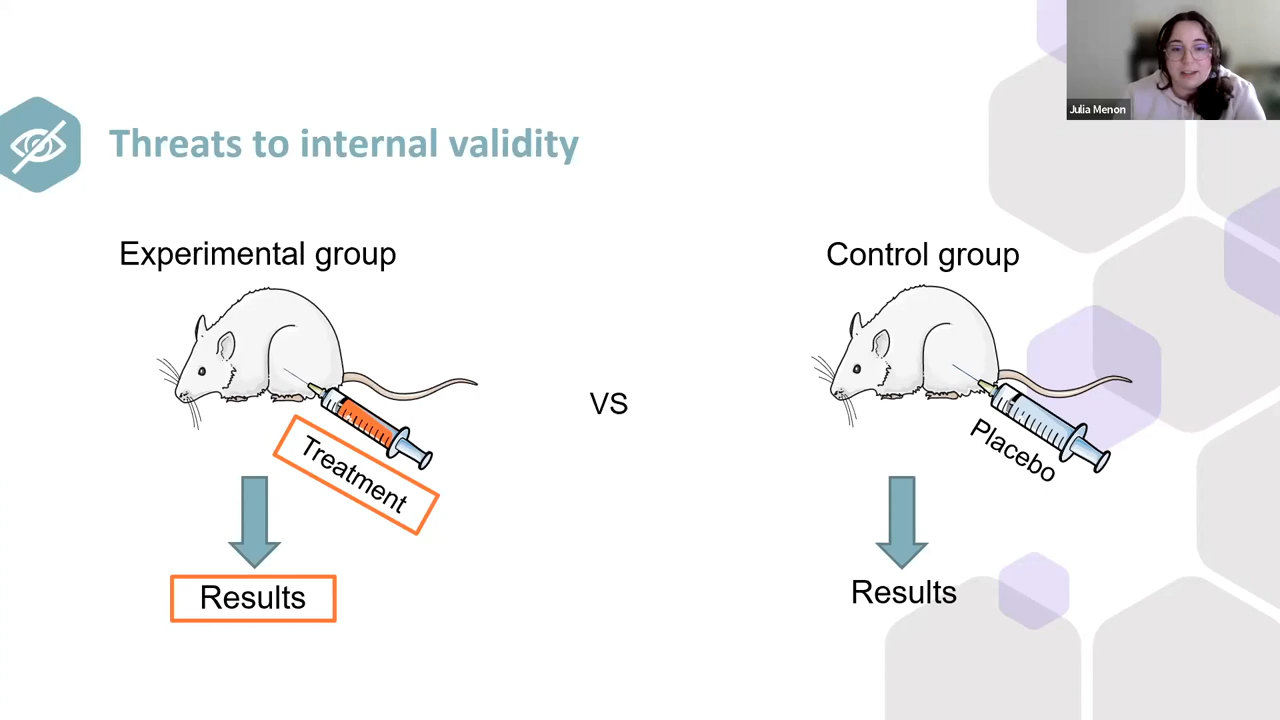 Julia Menon
Threats to internal validity
Experimental group
Control group
VS
Treatment
Placebo
Results
Results